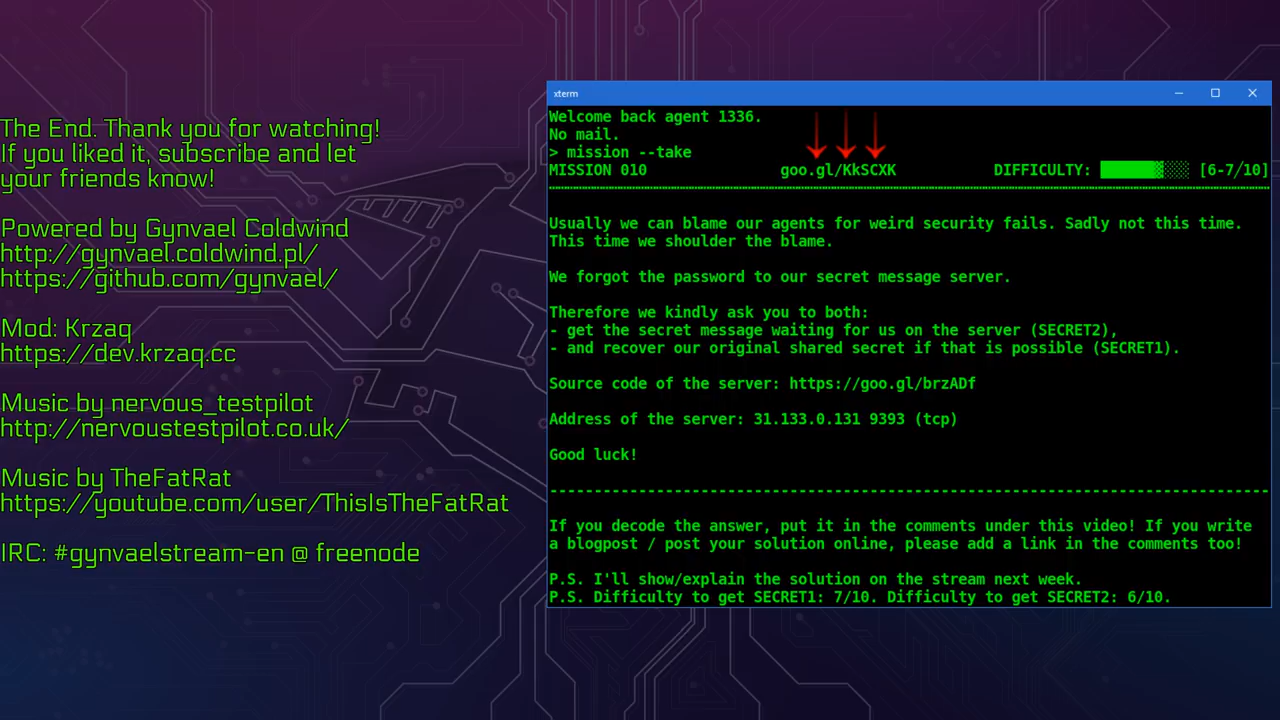 The End. Thank you for watching!
If you liked it, subscribe and let
your friends know!
Powered by Gynvael Coldwind
http://gynvael.coldwind.pl/
https://github.com/gynvael/
Mod: Krzaq
https://dev.krzaq.cc
Music by nervous_testpilot
http://nervoustestpilot.co.uk/
Music by TheFatRat
https://youtube.com/user/ThisIsTheFatRat
IRC: #gynvaelstream-en @ freenode
xterm
Welcome back agent 1336.
No mail.
> mission --take
MISSION 010 goo.gl/KkSCXK DIFFICULTY: [6-7/10]
Usually we can blame our agents for weird security fails. Sadly not this time.
This time we shoulder the blame.
We forgot the password to our secret message server.
Therefore we kindly ask you to both:
- get the secret message waiting for us on the server (SECRET2),
- and recover our original shared secret if that is possible (SECRET1).
Source code of the server: https://goo.gl/brzADf
Address of the server: 31.133.0.131 9393 (tcp)
Good luck!
--------------------------------------------------------------------------------
If you decode the answer, put it in the comments under this video! If you write
a blogpost / post your solution online, please add a link in the comments too!
P.S. I'll show/explain the solution on the stream next week.
P.S. Difficulty to get SECRET1: 7/10. Difficulty to get SECRET2: 6/10.